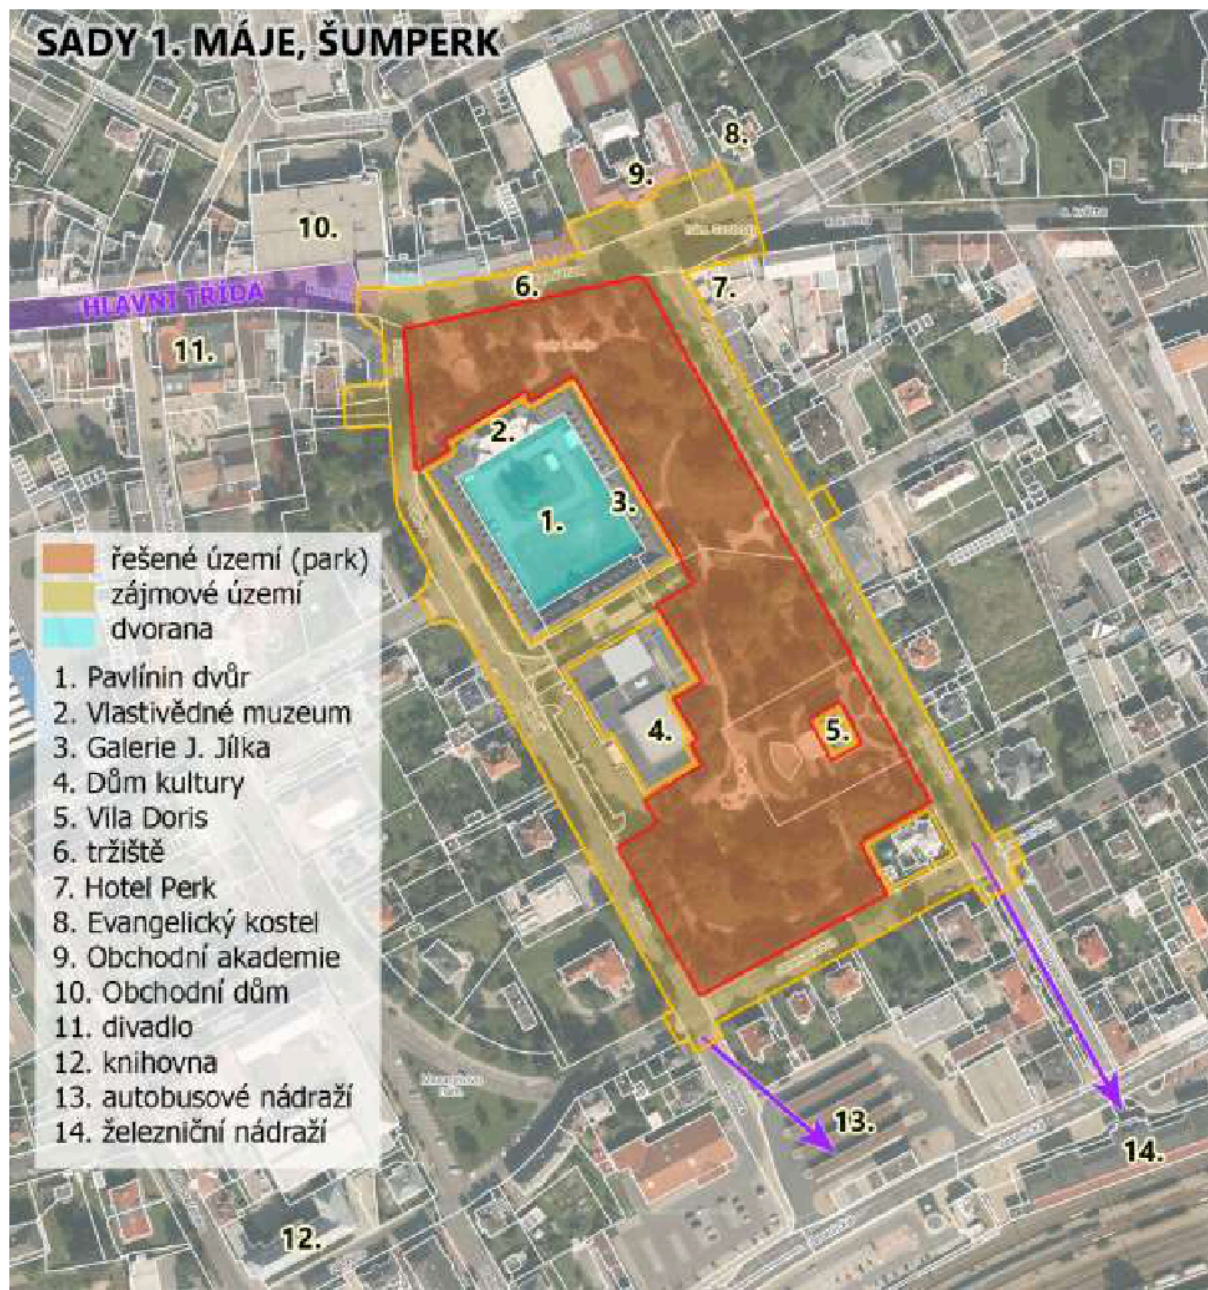 SADY 1. MÁJE, ŠUMPERK
8.
9.
10.
6.
7.
HLAVNÍ TŘÍDA
11.
2.
3.
1.
řešené území (park)
zájmové území
dvorana
1. Pavlínin dvůr
2. Vlastivědné muzeum
3. Galerie J. Jílka
4. Dům kultury
5. Vila Doris
6. tržiště
7. Hotel Perk
8. Evangelický kostel
9. Obchodní akademie
10. Obchodní dům
11. divadlo
12. knihovna
13. autobusové nádraží
14. železniční nádraží
4.
5.
13.
14.
12.